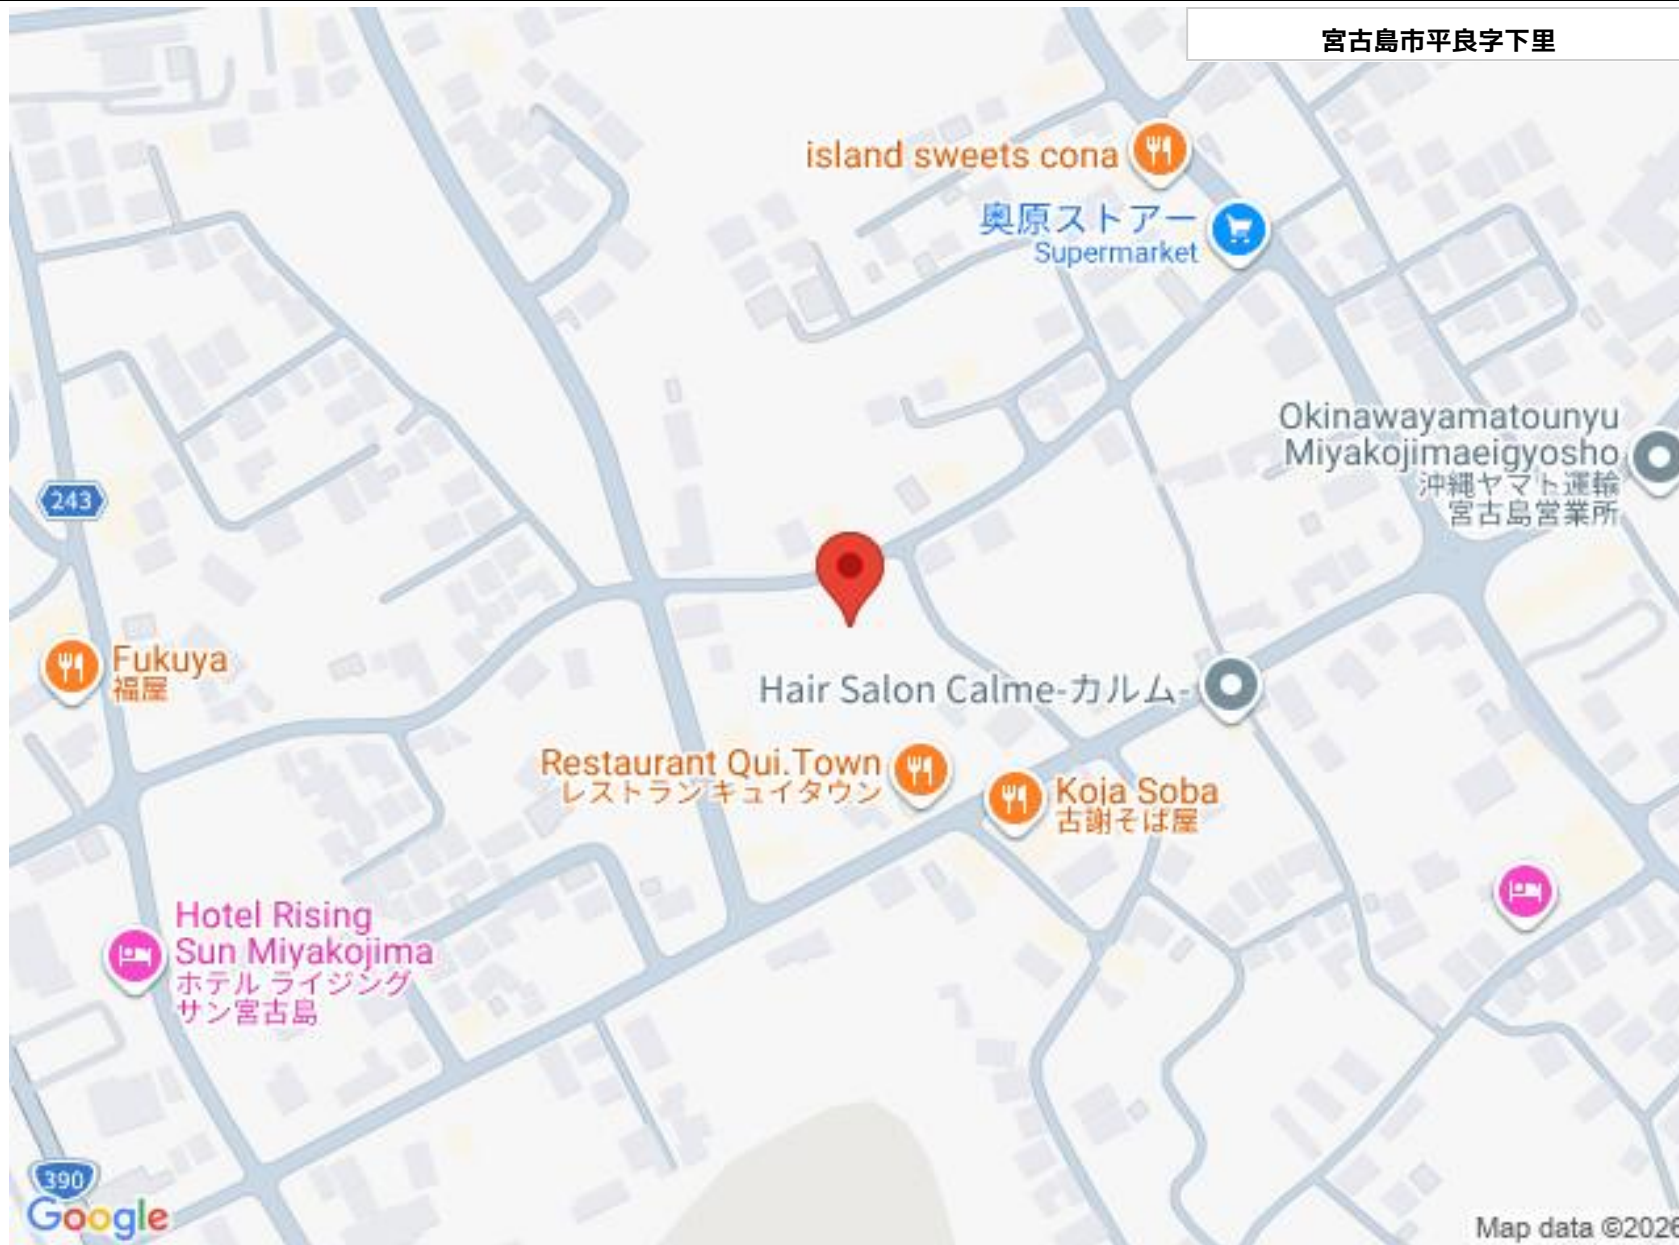 宮古島市平良字下里
island sweets cona
奥原ストアー
Supermarket
Okinawayamatounyu
Miyakojimaeigyosho
沖縄ヤマト運輸
宮古島営業所
243
Fukuya
福屋
Hair Salon Calme-カルム-
Restaurant Qui.Town
レストラン キュイタウン
Koja Soba
古謝そば屋
Hotel Rising
Sun Miyakojima
ホテル ライジング
サン宮古島
390
Google
Map data ©2026